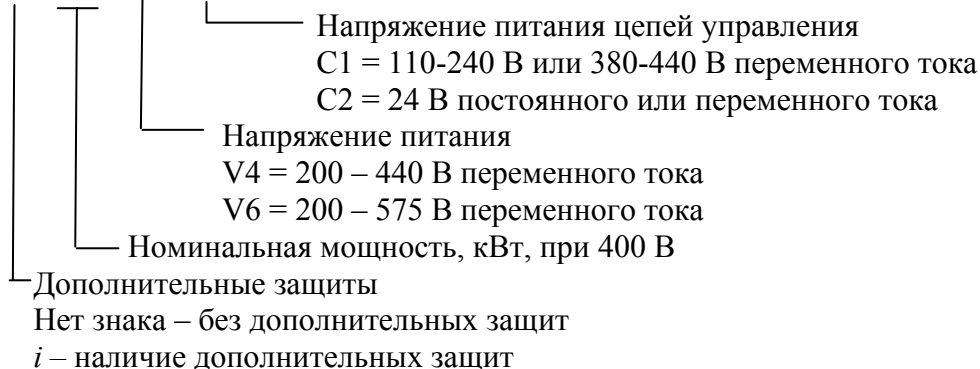 Напряжение питания цепей управления
C1 = 110-240 В или 380-440 В переменного тока
C2 = 24 В постоянного или переменного тока
Напряжение питания
V4 = 200 – 440 В переменного тока
V6 = 200 – 575 В переменного тока
Номинальная мощность, кВт, при 400 В
Дополнительные защиты
Нет знака – без дополнительных защит
i – наличие дополнительных защит